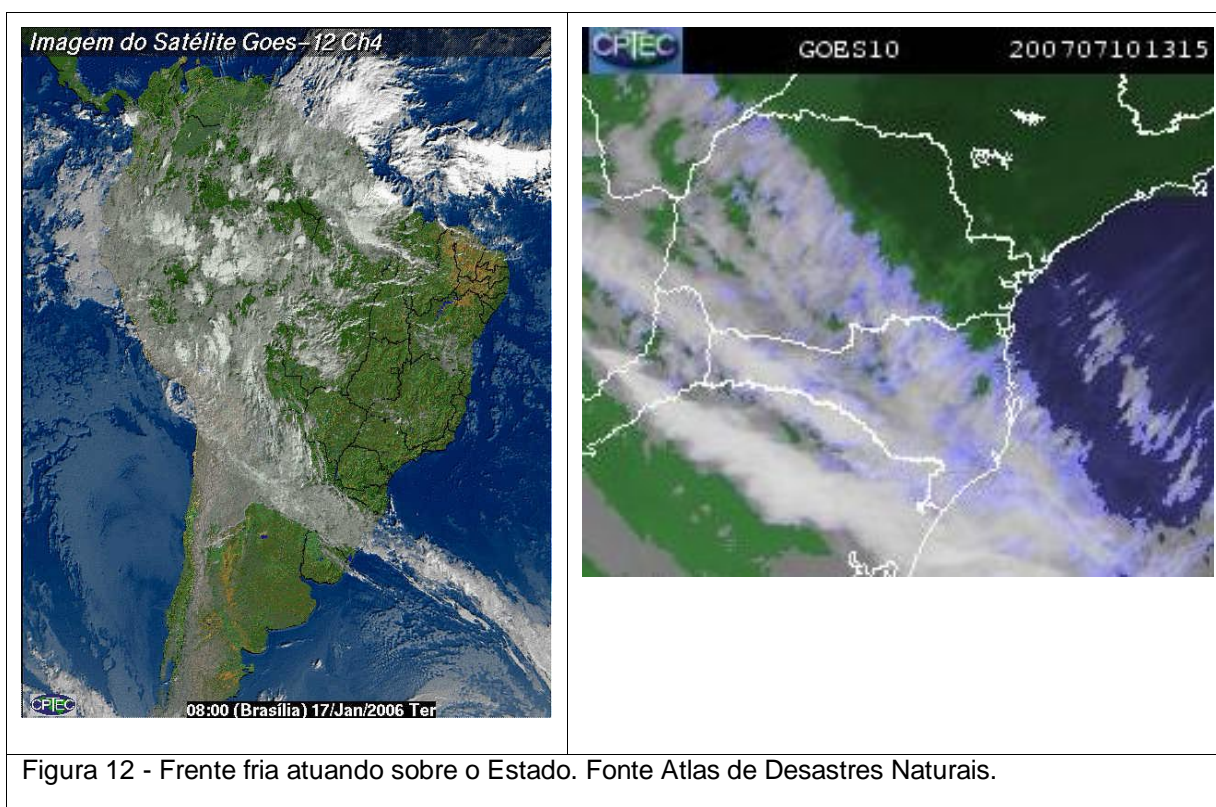 Imagem do Satélite Goes-12 Ch4
CPTEC
08:00 (Brasília) 17/Jan/2006 Ter
CPTEC
GOES10
200707101315
Figura 12 - Frente fria atuando sobre o Estado. Fonte Atlas de Desastres Naturais.